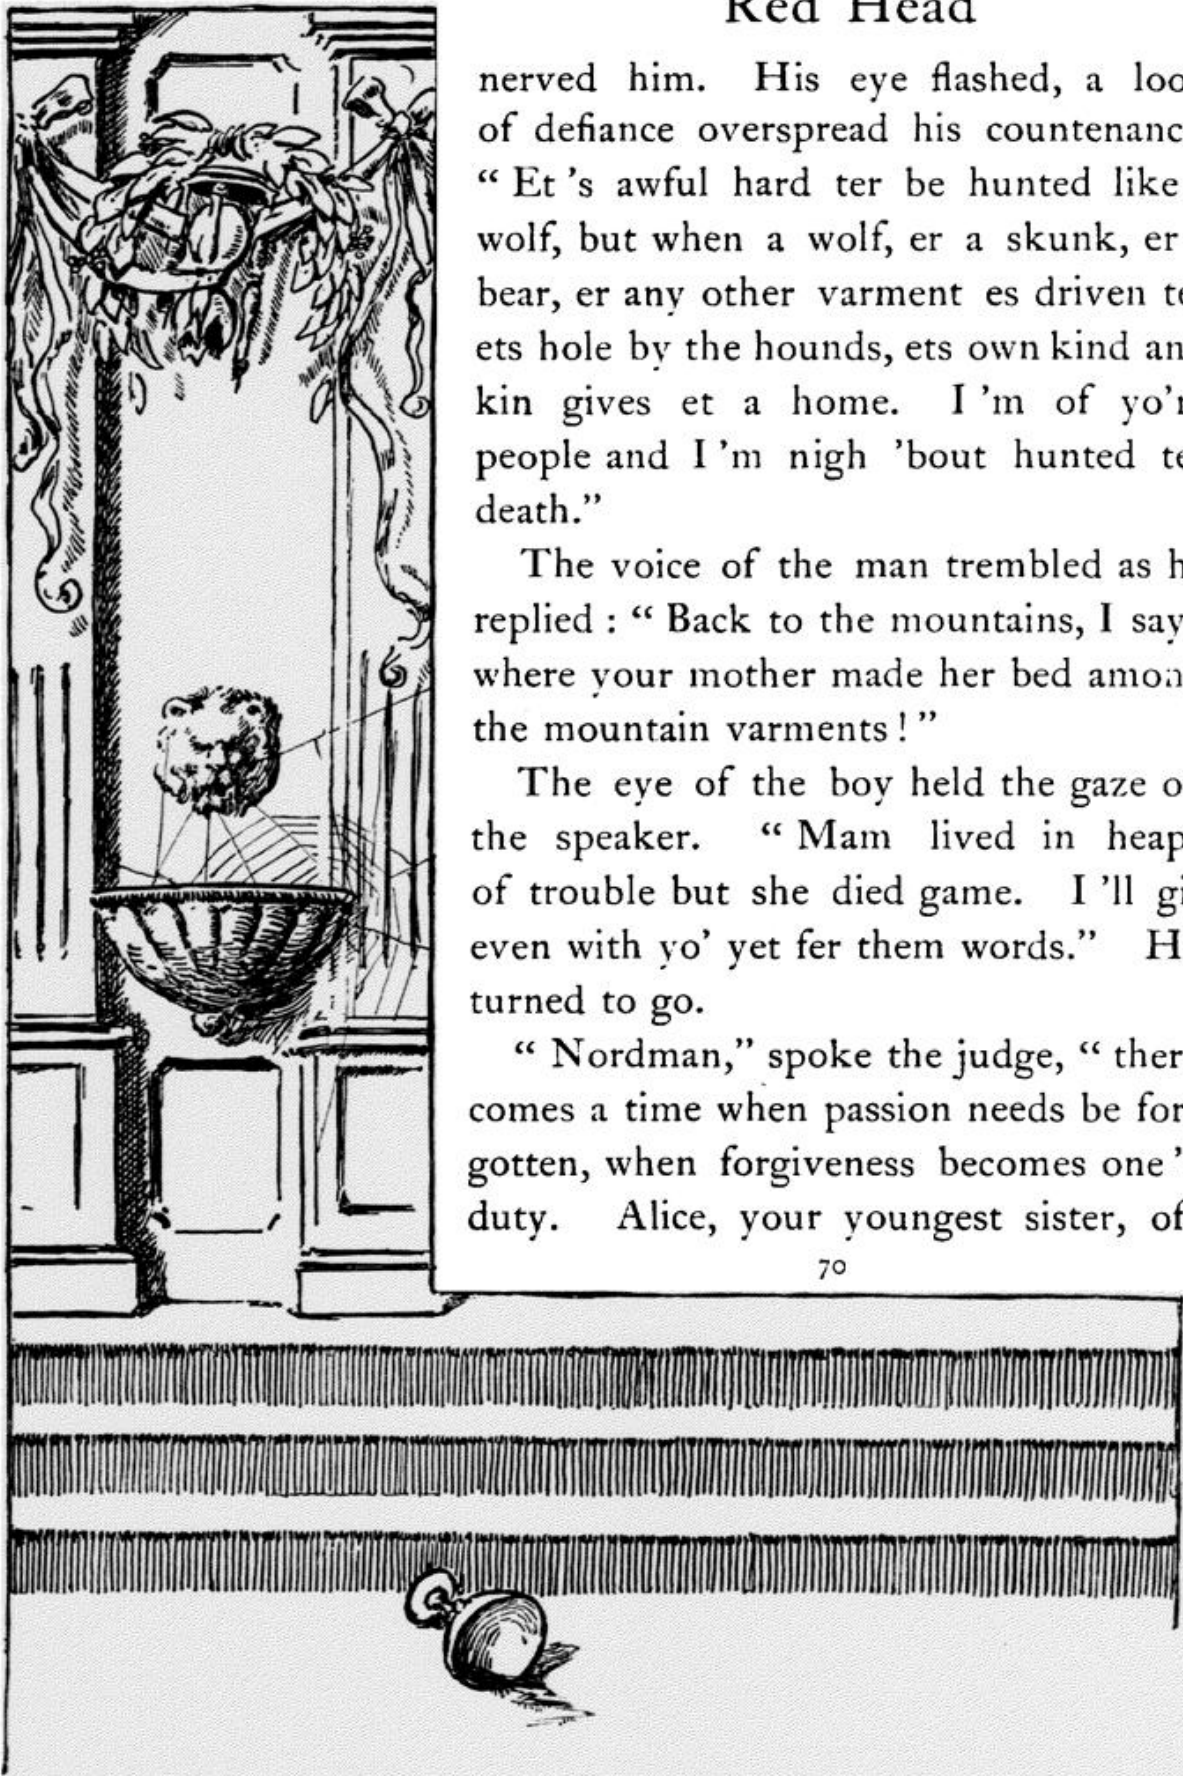 Red Head
nerved him. His eye flashed, a loo
of defiance overspread his countenanc
“ Et ’s awful hard ter be hunted like
wolf, but when a wolf, er a skunk, er
bear, er any other varment es driven te
ets hole by the hounds, ets own kind an
kin gives et a home. I ’m of yo’r
people and I ’m nigh ’bout hunted te
death.”
The voice of the man trembled as h
replied : “ Back to the mountains, I say
where your mother made her bed amon
the mountain varments ! ”
The eye of the boy held the gaze o
the speaker. “ Mam lived in heap
of trouble but she died game. I ’ll gi
even with yo’ yet fer them words.” H
turned to go.
“ Nordman,” spoke the judge, “ ther
comes a time when passion needs be for
gotten, when forgiveness becomes one ’
duty. Alice, your youngest sister, of
70